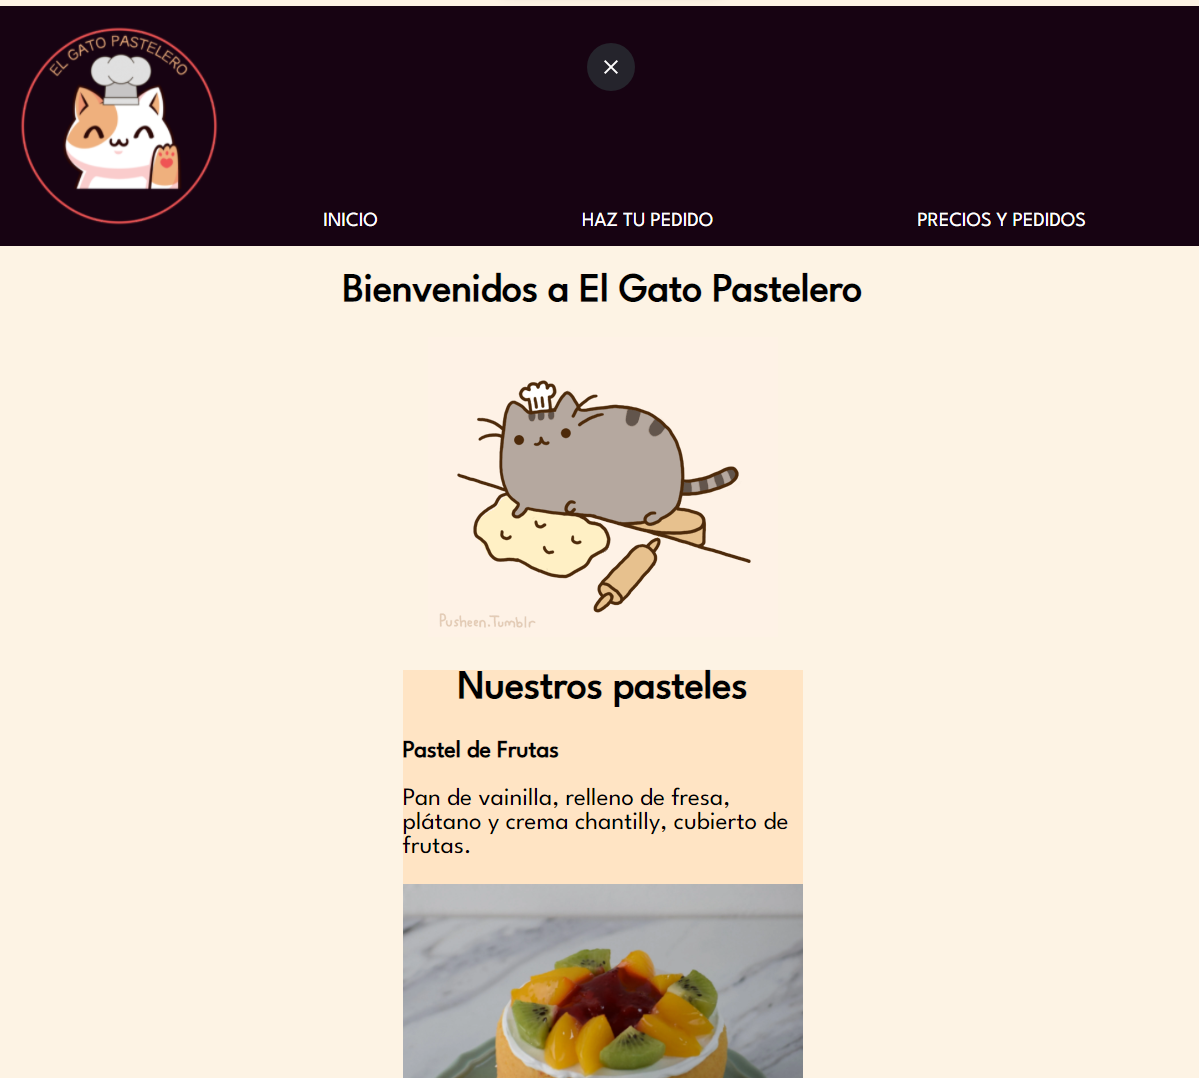 EL GATO PASTELERO
INICIO
HAZ TU PEDIDO
PRECIOS Y PEDIDOS
Bienvenidos a El Gato Pastelero
Pusheen.Tumblr
Nuestros pasteles
Pastel de Frutas
Pan de vainilla, relleno de fresa,
plátano y crema chantilly, cubierto de
frutas.